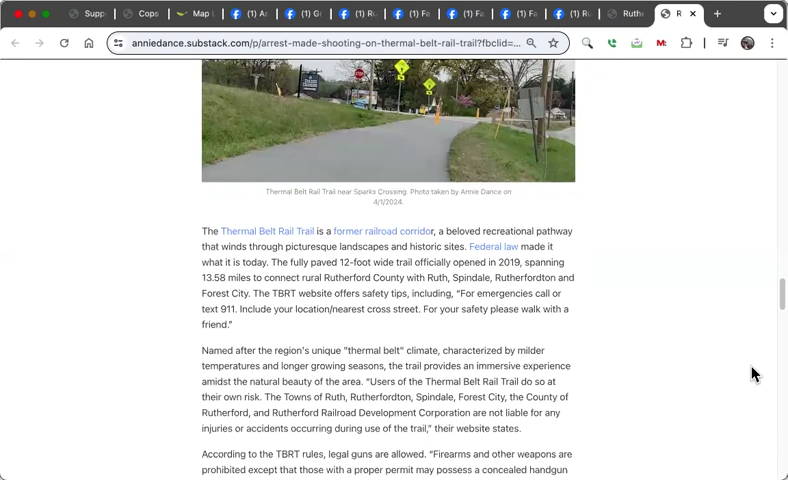 Supp
Cops
Map L
Ai
G
Ru
Fa
Fa
Fa
Ru
Ruth
R
anniedance.substack.com/p/arrest-made-shooting-on-thermal-belt-rail-trail?fbclid=...
STOP
Thermal Belt Rail Trail near Sparks Crossing. Photo taken by Annie Dance on
4/1/2024.
The Thermal Belt Rail Trail is a former railroad corridor, a beloved recreational pathway
that winds through picturesque landscapes and historic sites. Federal law made it
what it is today. The fully paved 12-foot wide trail officially opened in 2019, spanning
13.58 miles to connect rural Rutherford County with Ruth, Spindale, Rutherfordton and
Forest City. The TBRT website offers safety tips, including, “For emergencies call or
text 911. Include your location/nearest cross street. For your safety please walk with a
friend.”
Named after the region's unique "thermal belt" climate, characterized by milder
temperatures and longer growing seasons, the trail provides an immersive experience
amidst the natural beauty of the area. “Users of the Thermal Belt Rail Trail do so at
their own risk. The Towns of Ruth, Rutherfordton, Spindale, Forest City, the County of
Rutherford, and Rutherford Railroad Development Corporation are not liable for any
injuries or accidents occurring during use of the trail,” their website states.
According to the TBRT rules, legal guns are allowed. “Firearms and other weapons are
prohibited except that those with a proper permit may possess a concealed handgun